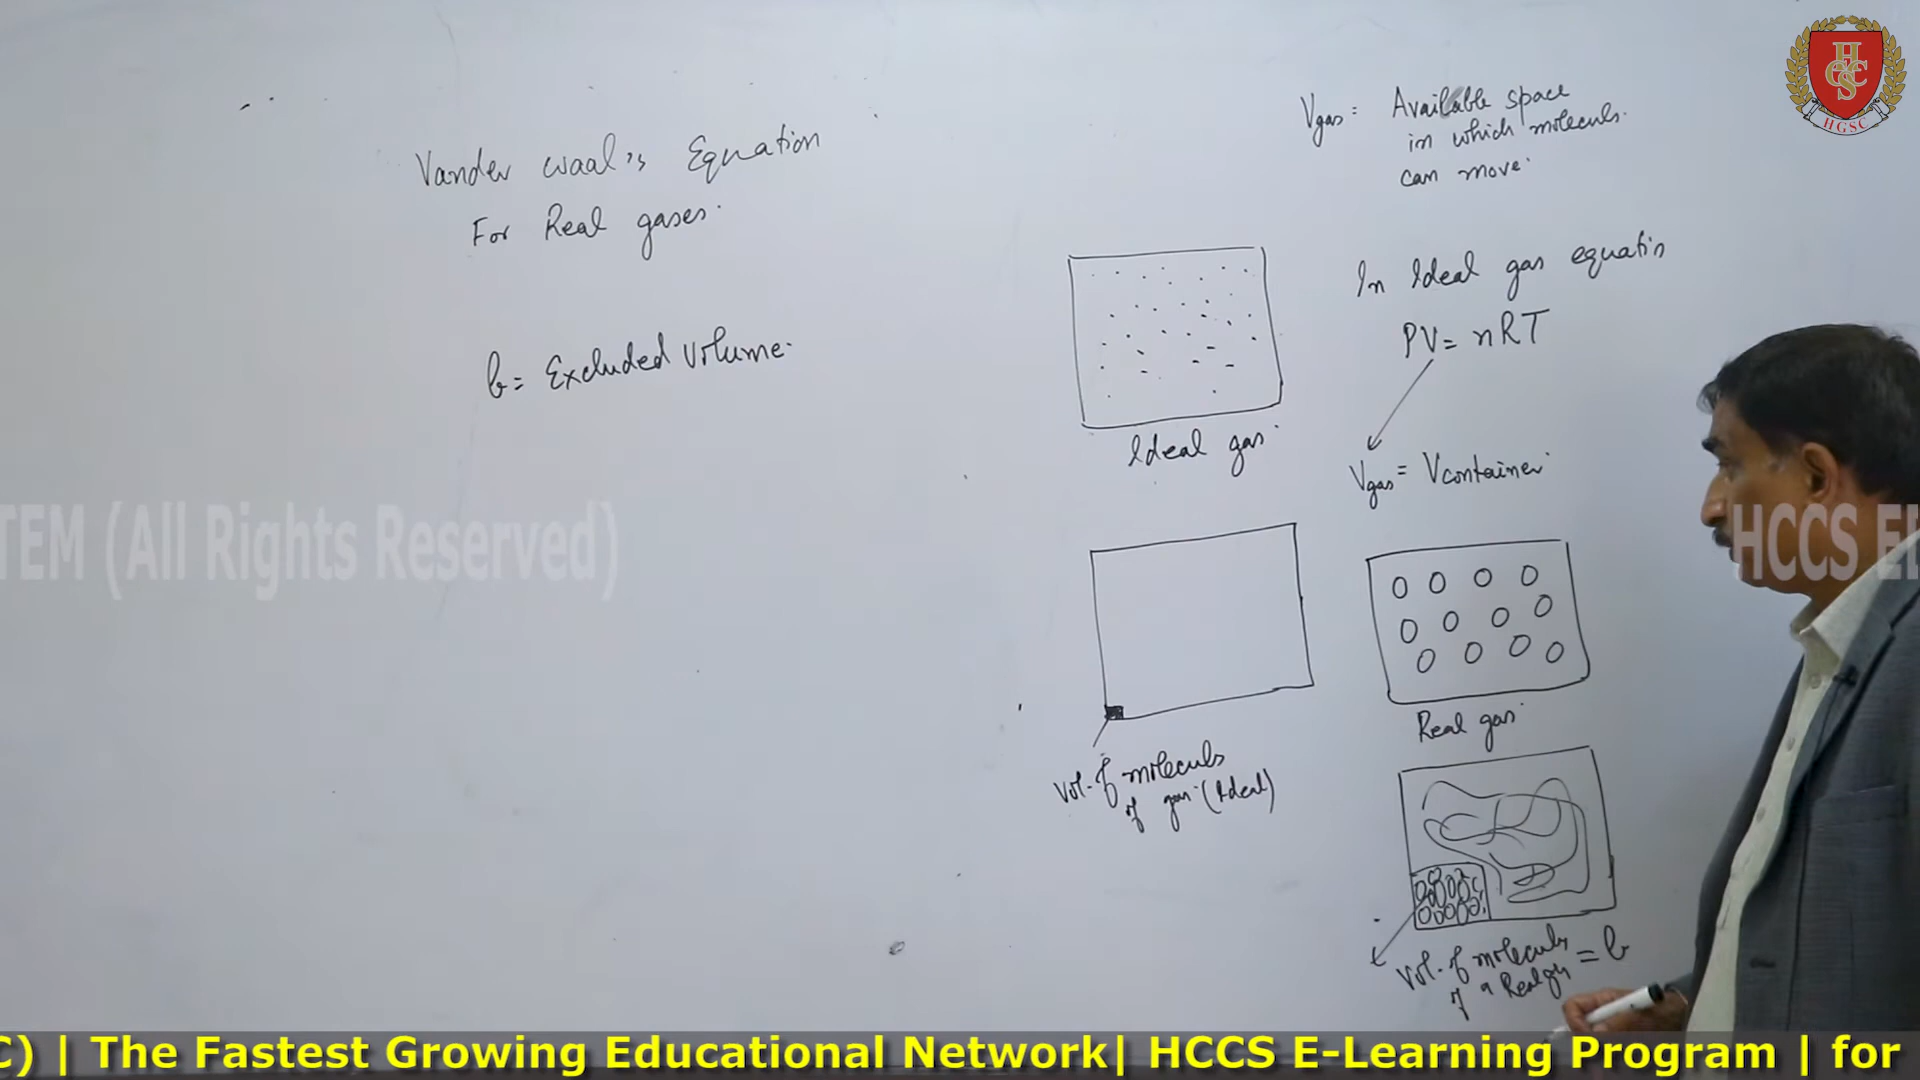 Vander Waal's Equation
For Real gases.
b = Excluded Volume.
Vgas = Available space
in which molecules.
can move.
In Ideal gas equatin
PV = nRT
Vgas = Vcontainer.
Ideal gas.
Real gas.
Vol. of molecules
of gas. (Ideal)
Vol. of molecules = b
of a Real gas
HGSC
TEM (All Rights Reserved)
HCCS E
C) | The Fastest Growing Educational Network| HCCS E-Learning Program | for